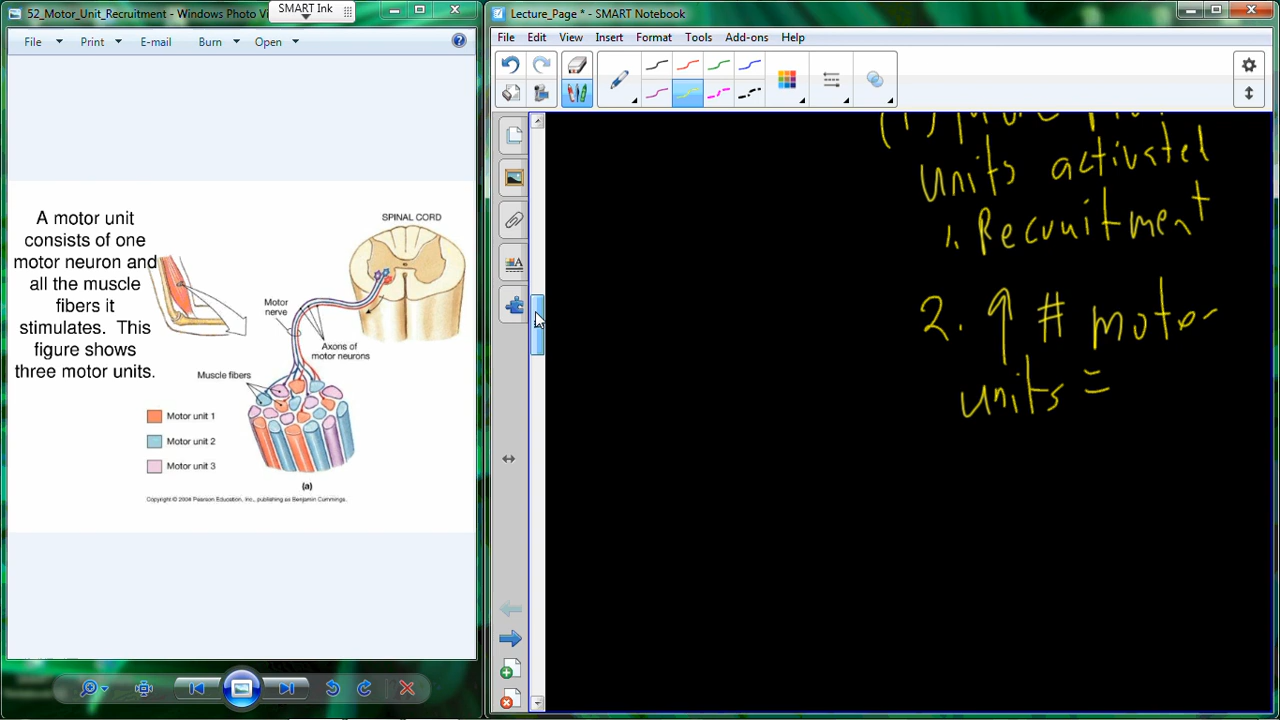 52_Motor_Unit_Recruitment - Windows Photo Vi
SMART Ink
File
Print
E-mail
Burn
Open
A motor unit
consists of one
motor neuron and
all the muscle
fibers it
stimulates. This
figure shows
three motor units.
SPINAL CORD
Motor
nerve
Axons of
motor neurons
Muscle fibers
Motor unit 1
Motor unit 2
Motor unit 3
(a)
Copyright © 2004 Pearson Education, Inc., publishing as Benjamin Cummings.
Lecture_Page * - SMART Notebook
File Edit View Insert Format Tools Add-ons Help
units activated
1. Recruitment
2. ↑ # motor
units =